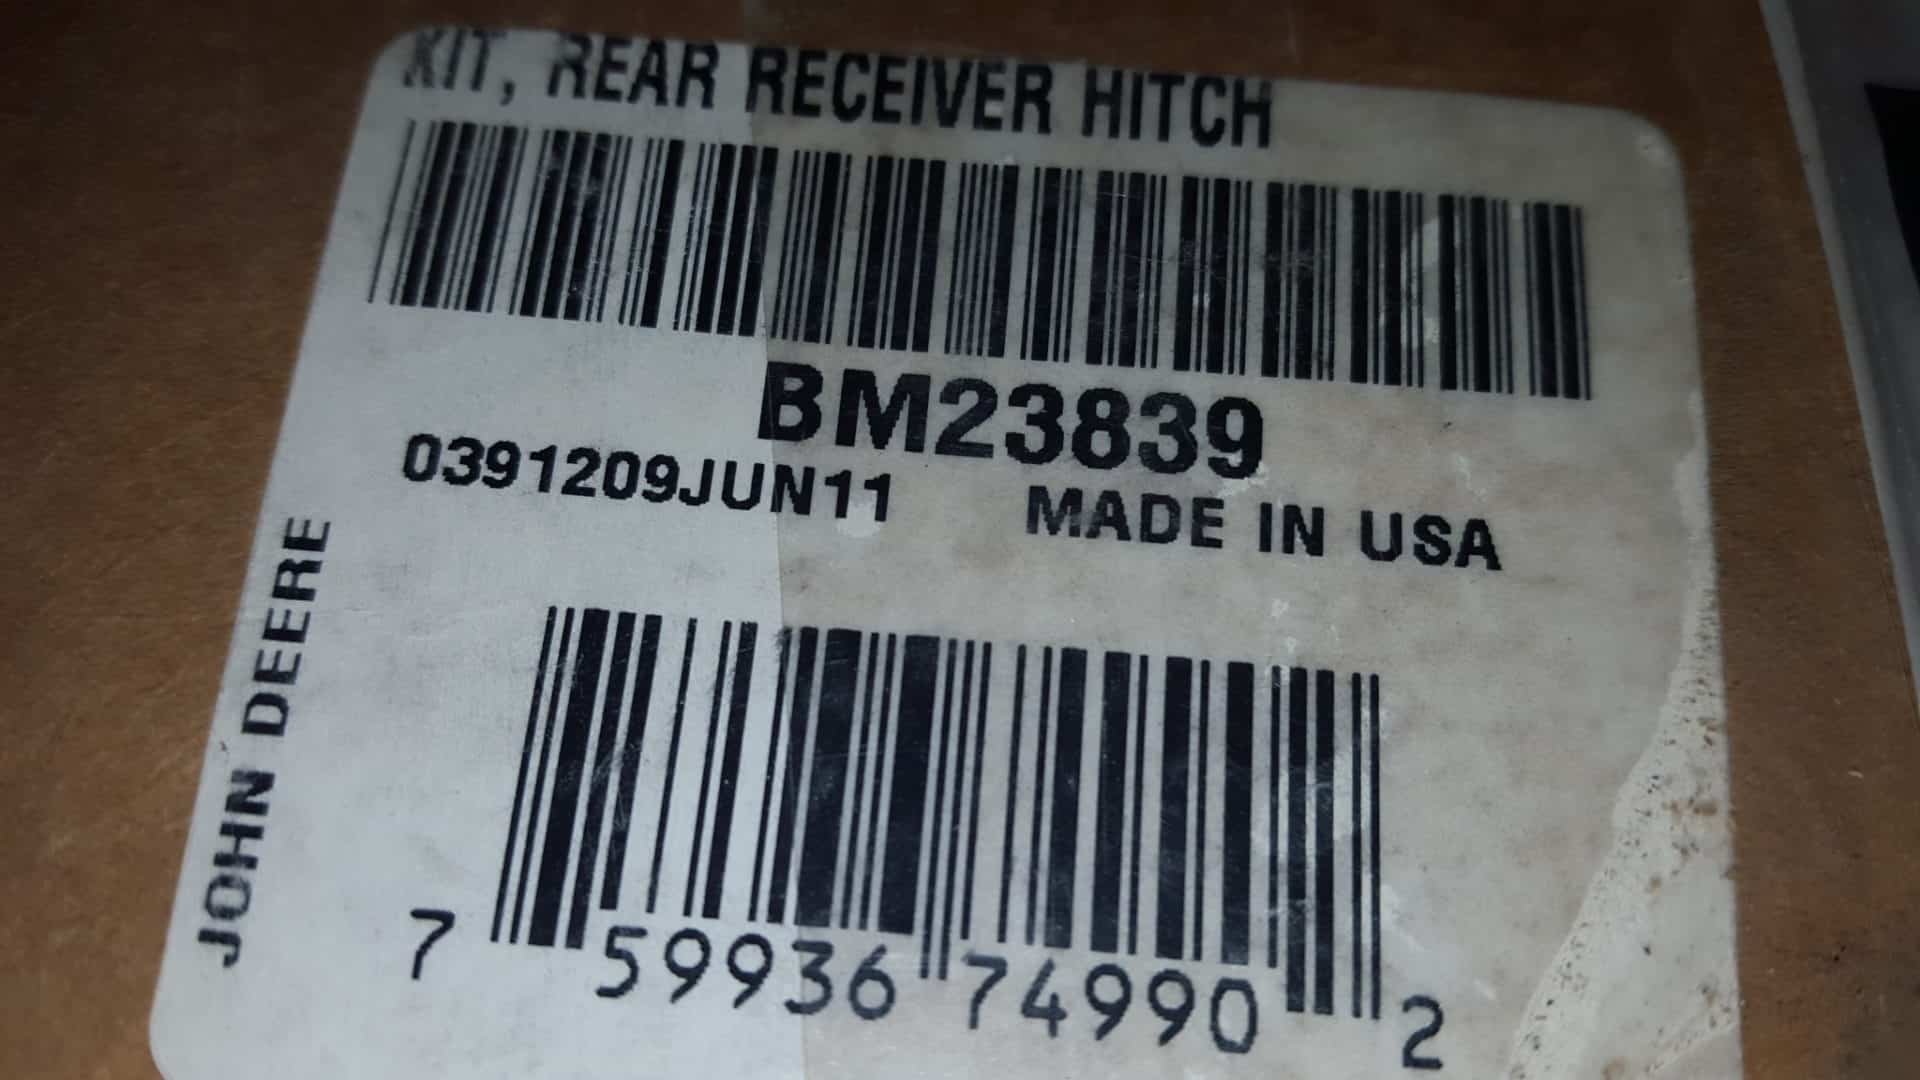 KIT, REAR RECEIVER HITCH
BM23839
0391209JUN11 MADE IN USA
JOHN DEERE
7 59936 74990 2